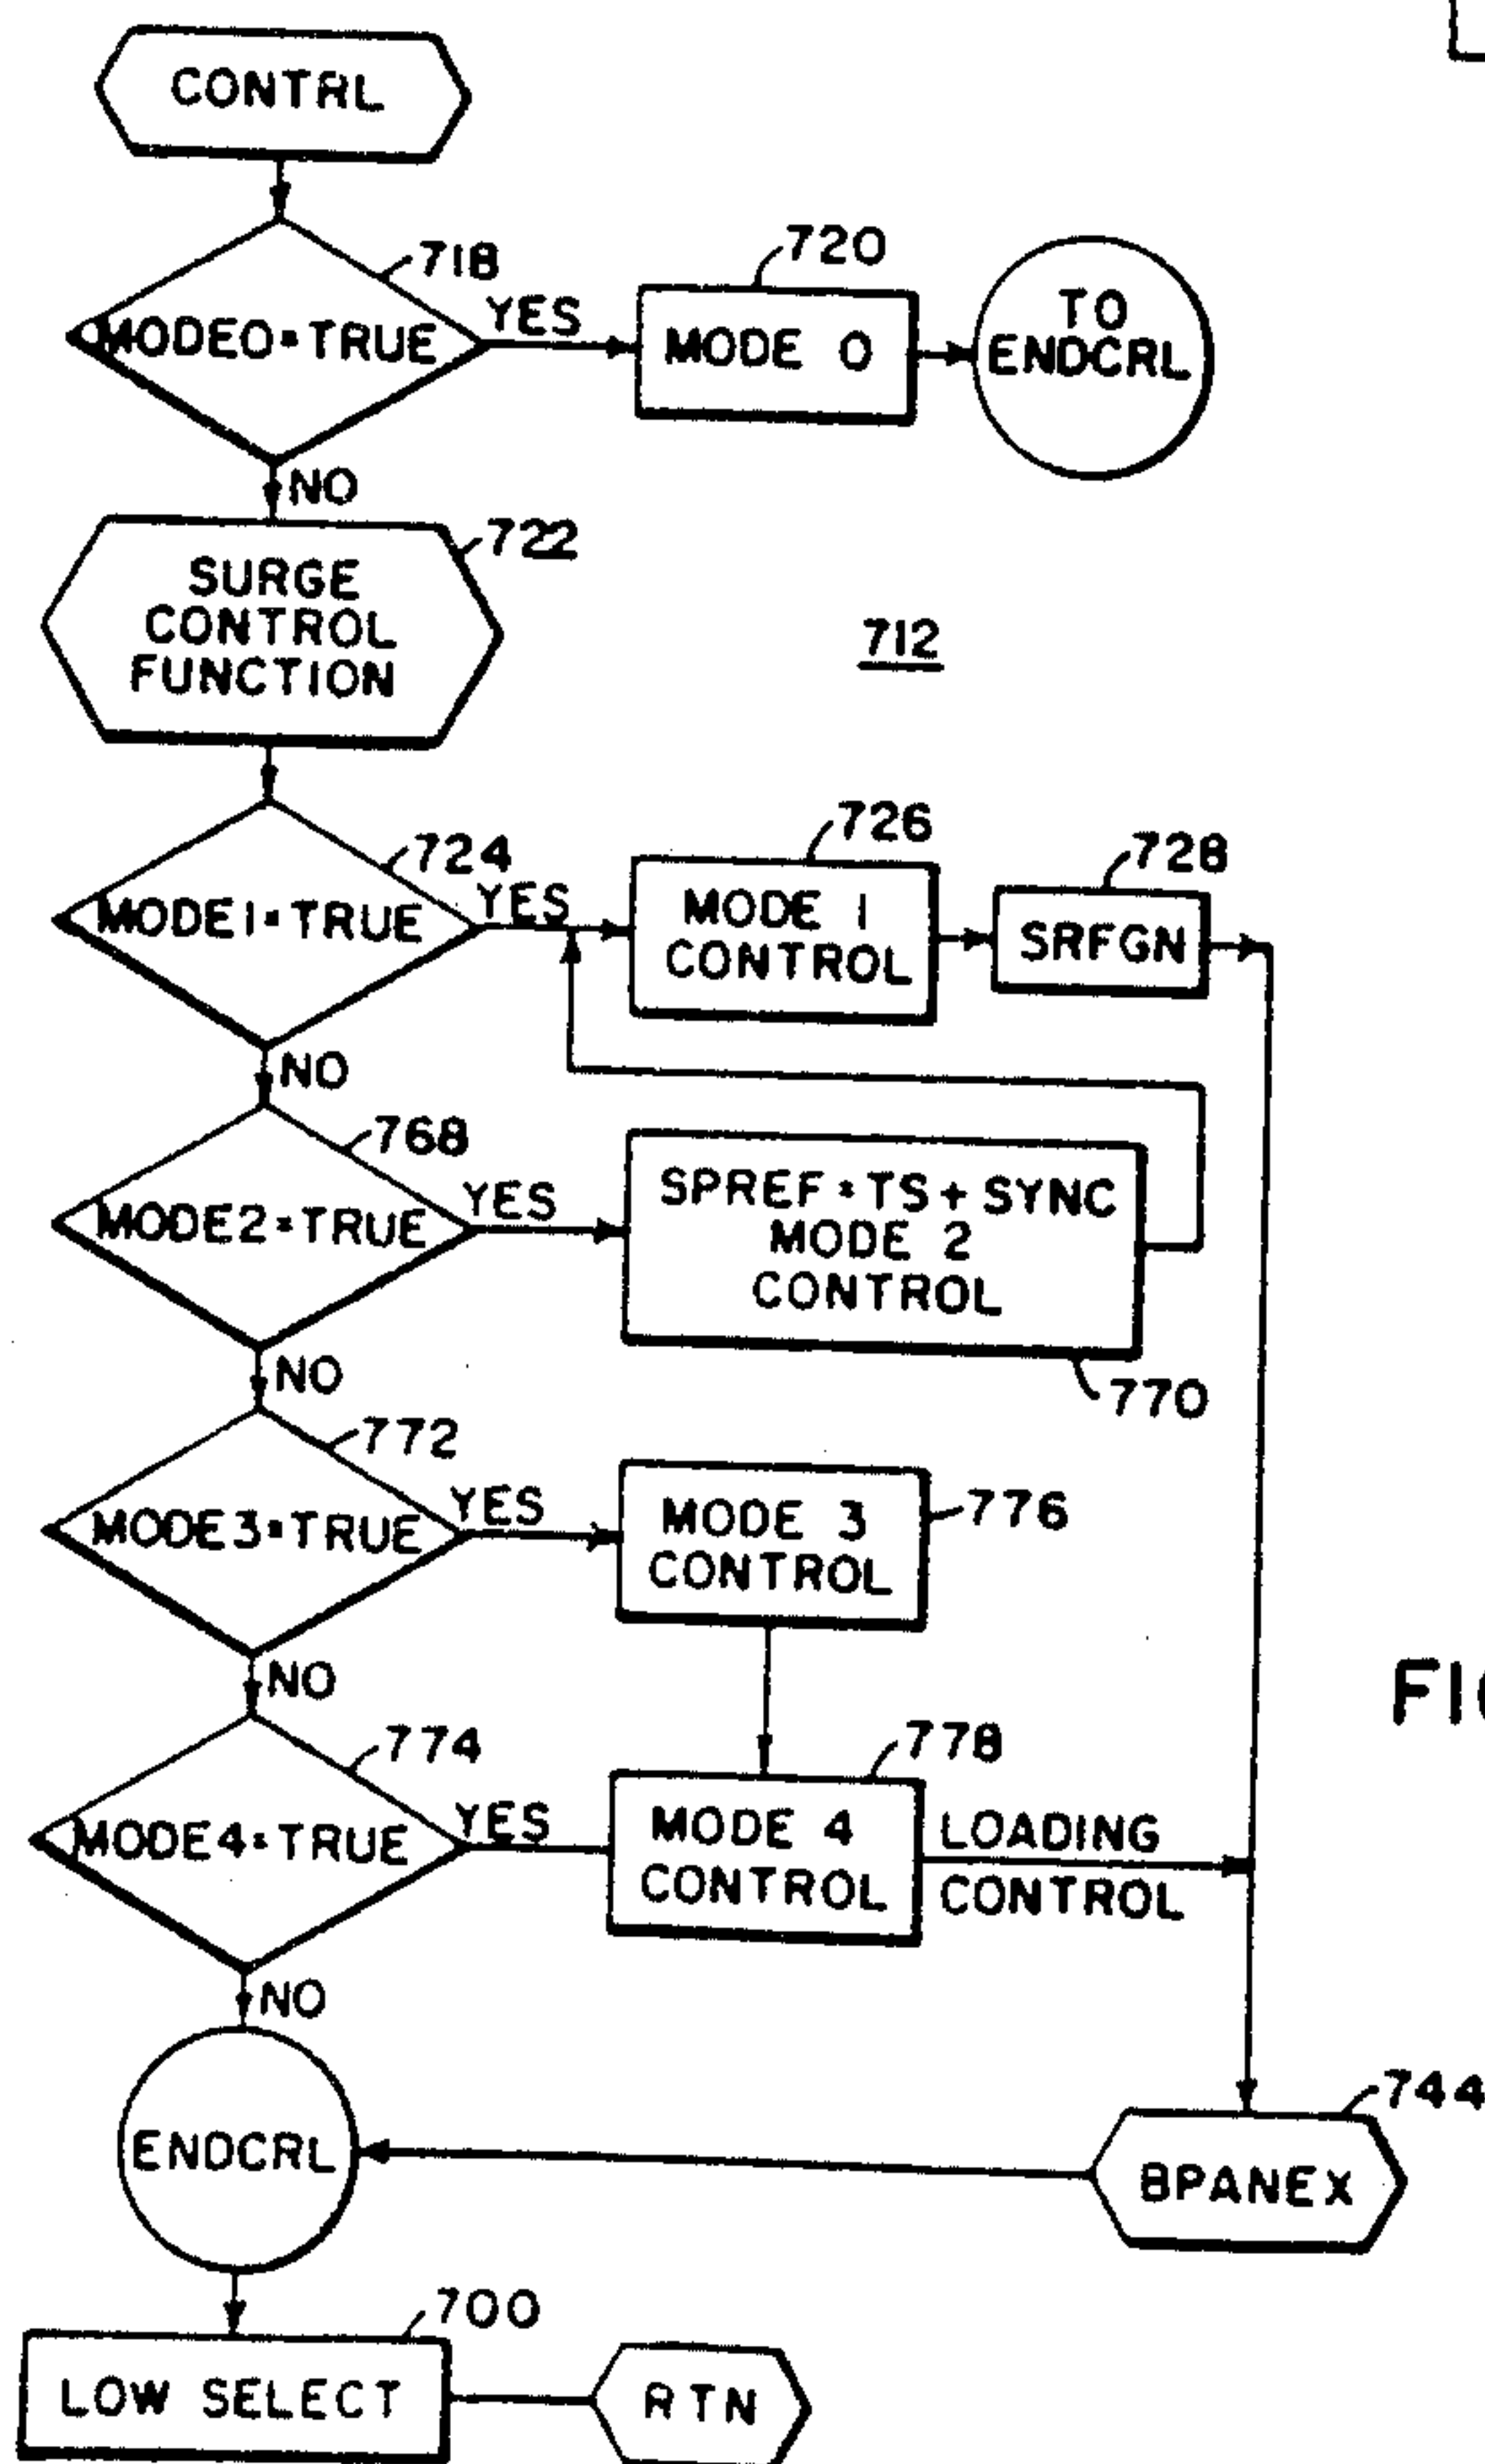 CONTRL
718
MODE0=TRUE
YES
720
MODE 0
TO
ENDCRL
NO
722
SURGE
CONTROL
FUNCTION
712
724
MODE1=TRUE
YES
726
MODE 1
CONTROL
728
SRFGN
NO
768
MODE2=TRUE
YES
SPREF=TS+SYNC
MODE 2
CONTROL
770
NO
772
MODE3=TRUE
YES
MODE 3
CONTROL
776
NO
774
MODE4=TRUE
YES
778
MODE 4
CONTROL
LOADING
CONTROL
NO
ENDCRL
744
BPANEX
700
LOW SELECT
RTN